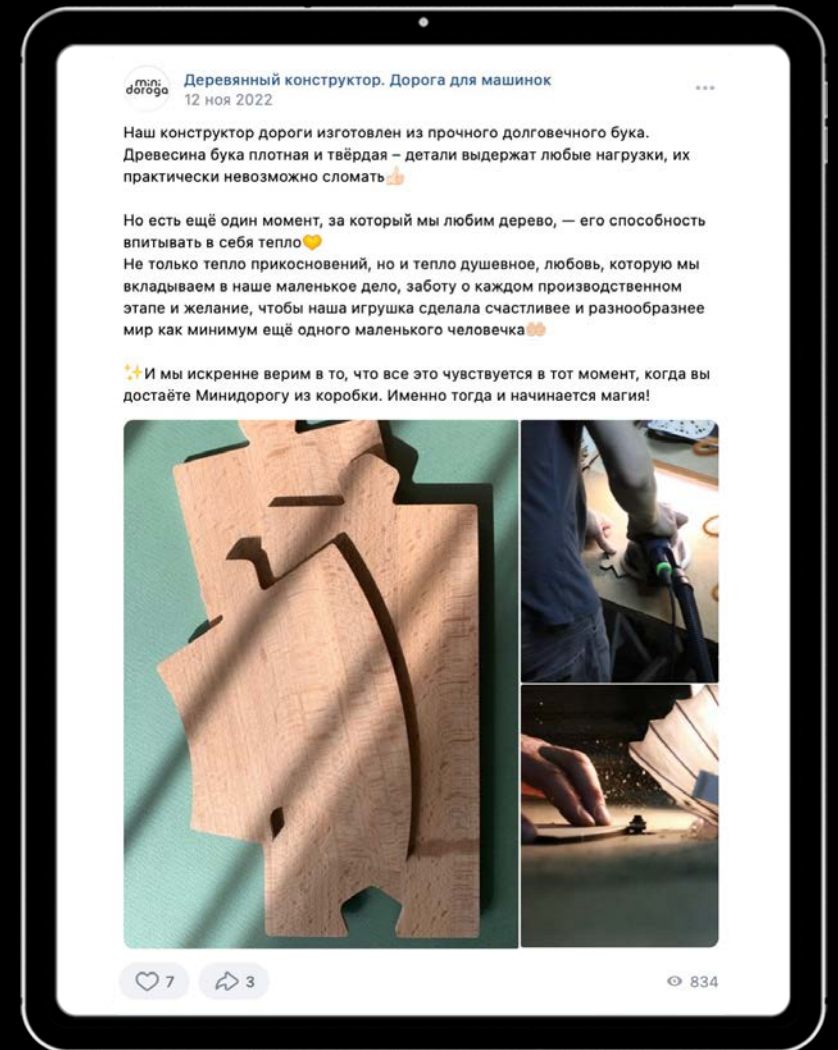 mini
doroga
Деревянный конструктор. Дорога для машинок
12 ноя 2022
Наш конструктор дороги изготовлен из прочного долговечного бука.
Древесина бука плотная и твёрдая – детали выдержат любые нагрузки, их
практически невозможно сломать👍🏻
Но есть ещё один момент, за который мы любим дерево, — его способность
впитывать в себя тепло💛
Не только тепло прикосновений, но и тепло душевное, любовь, которую мы
вкладываем в наше маленькое дело, заботу о каждом производственном
этапе и желание, чтобы наша игрушка сделала счастливее и разнообразнее
мир как минимум ещё одного маленького человечка🤲🏻
✨И мы искренне верим в то, что все это чувствуется в тот момент, когда вы
достаёте Минидорогу из коробки. Именно тогда и начинается магия!
7 3 834